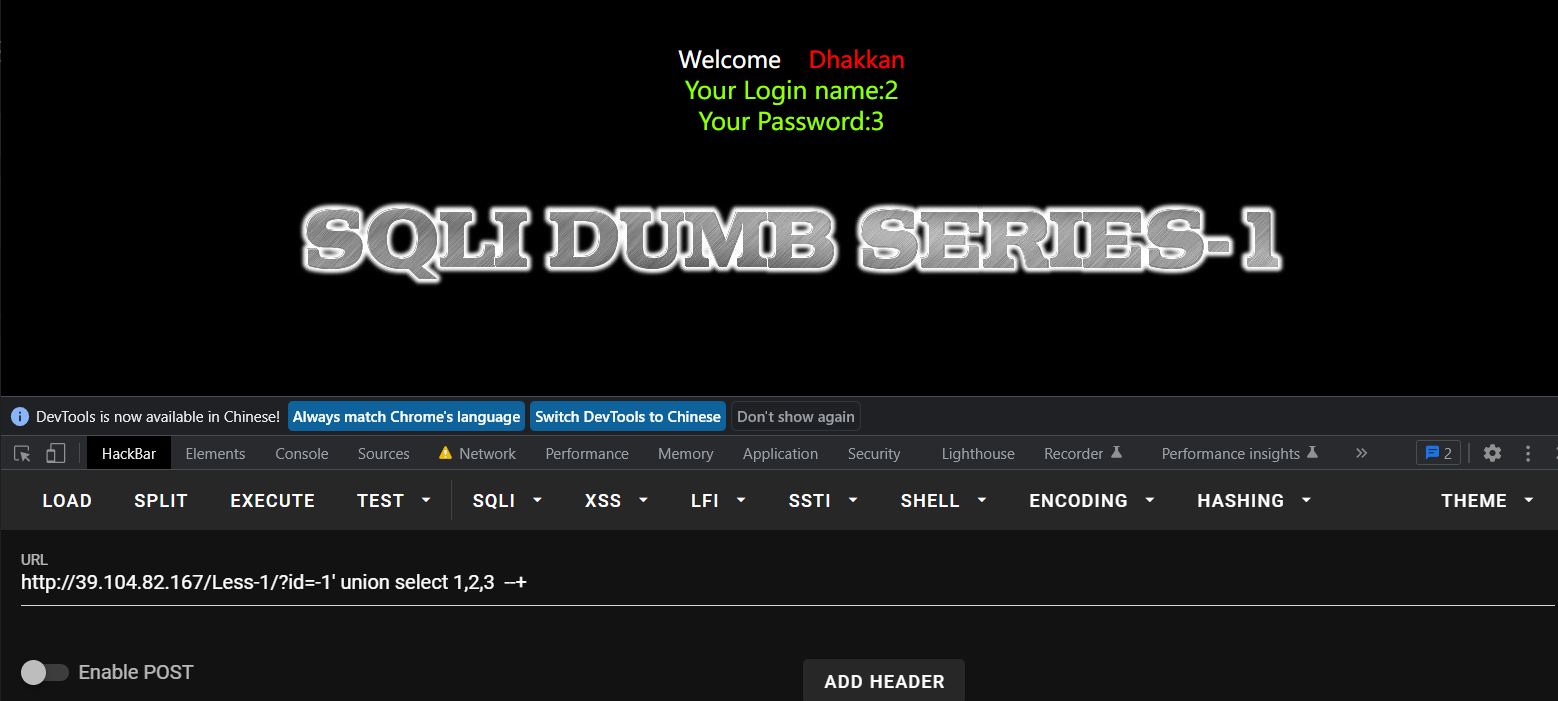 Welcome Dhakkan
Your Login name:2
Your Password:3
SQLI DUMB SERIES-1
DevTools is now available in Chinese! Always match Chrome's language Switch DevTools to Chinese Don't show again
HackBar Elements Console Sources Network Performance Memory Application Security Lighthouse Recorder Performance insights » 2
LOAD SPLIT EXECUTE TEST SQLI XSS LFI SSTI SHELL ENCODING HASHING THEME
URL
http://39.104.82.167/Less-1/?id=-1' union select 1,2,3 --+
Enable POST
ADD HEADER